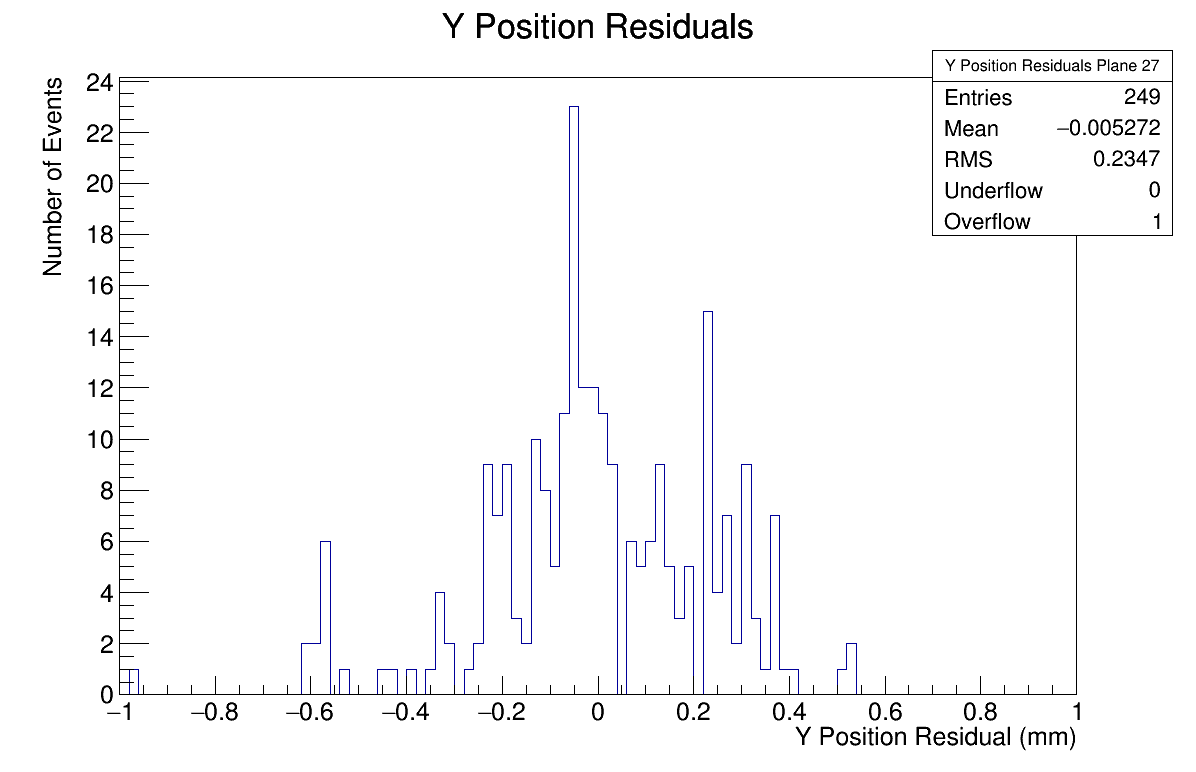 Y Position Residuals
Y Position Residuals Plane 27
Entries 249
Mean −0.005272
RMS 0.2347
Underflow 0
Overflow 1
Number of Events
24
22
20
18
16
14
12
10
8
6
4
2
0
−1 −0.8 −0.6 −0.4 −0.2 0 0.2 0.4 0.6 0.8 1
Y Position Residual (mm)